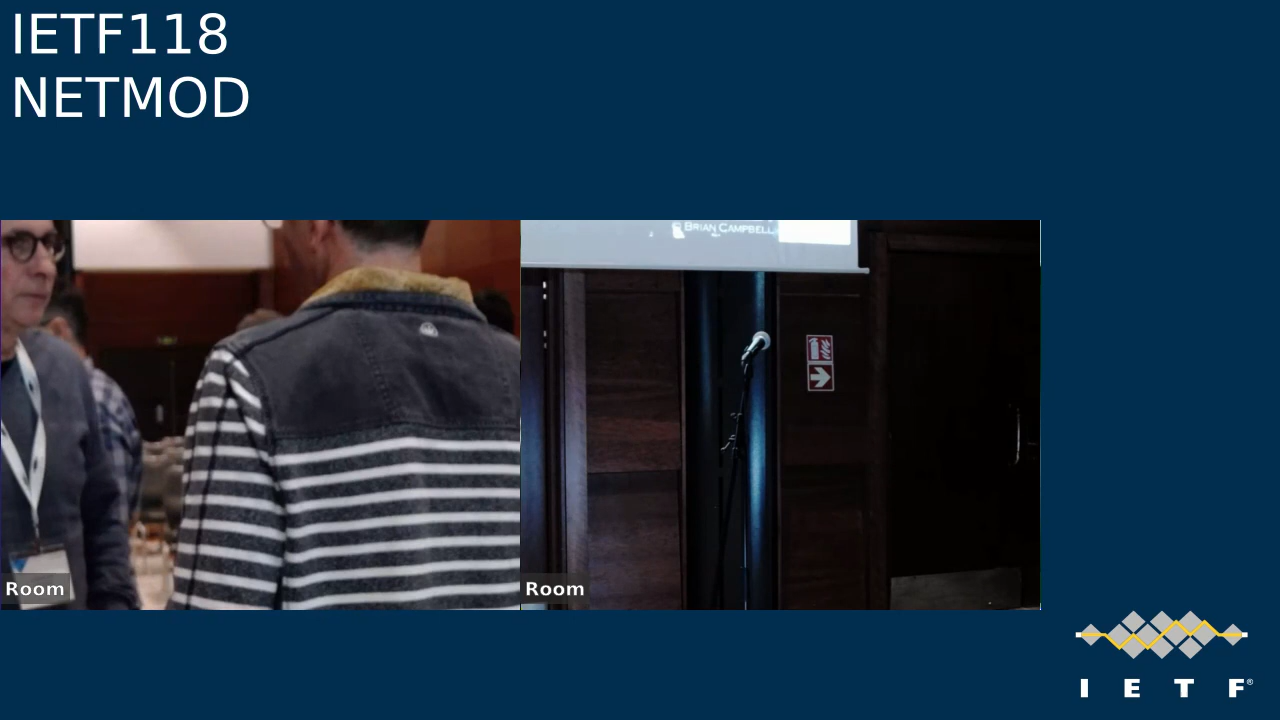 IETF118
NETMOD
BRIAN CAMPBELL
Room
Room
I E T F®